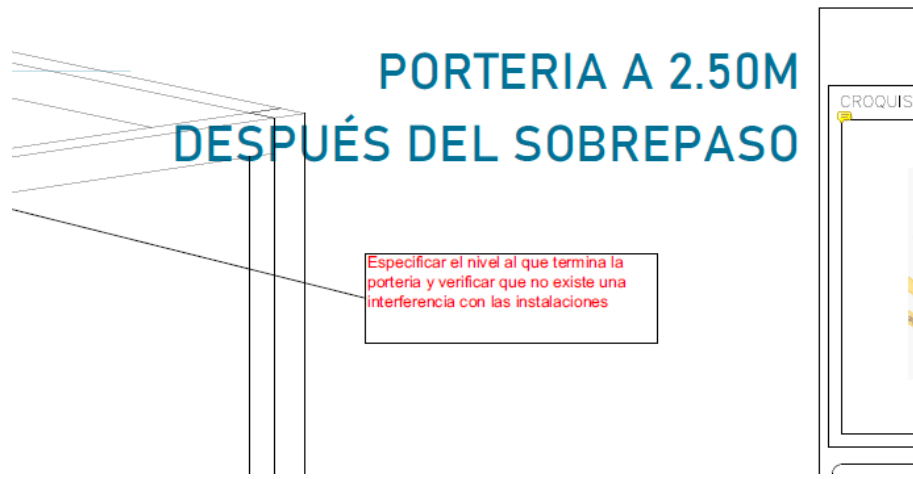 PORTERIA A 2.50M
DESPUÉS DEL SOBREPASO
CROQUIS
Especificar el nivel al que termina la
porteria y verificar que no existe una
interferencia con las instalaciones